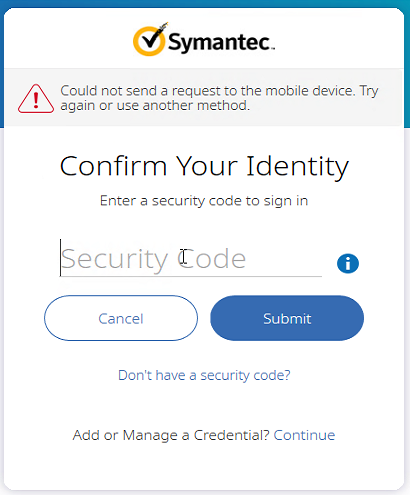 Symantec™
Could not send a request to the mobile device. Try
again or use another method.
Confirm Your Identity
Enter a security code to sign in
Security Code
Cancel
Submit
Don't have a security code?
Add or Manage a Credential? Continue